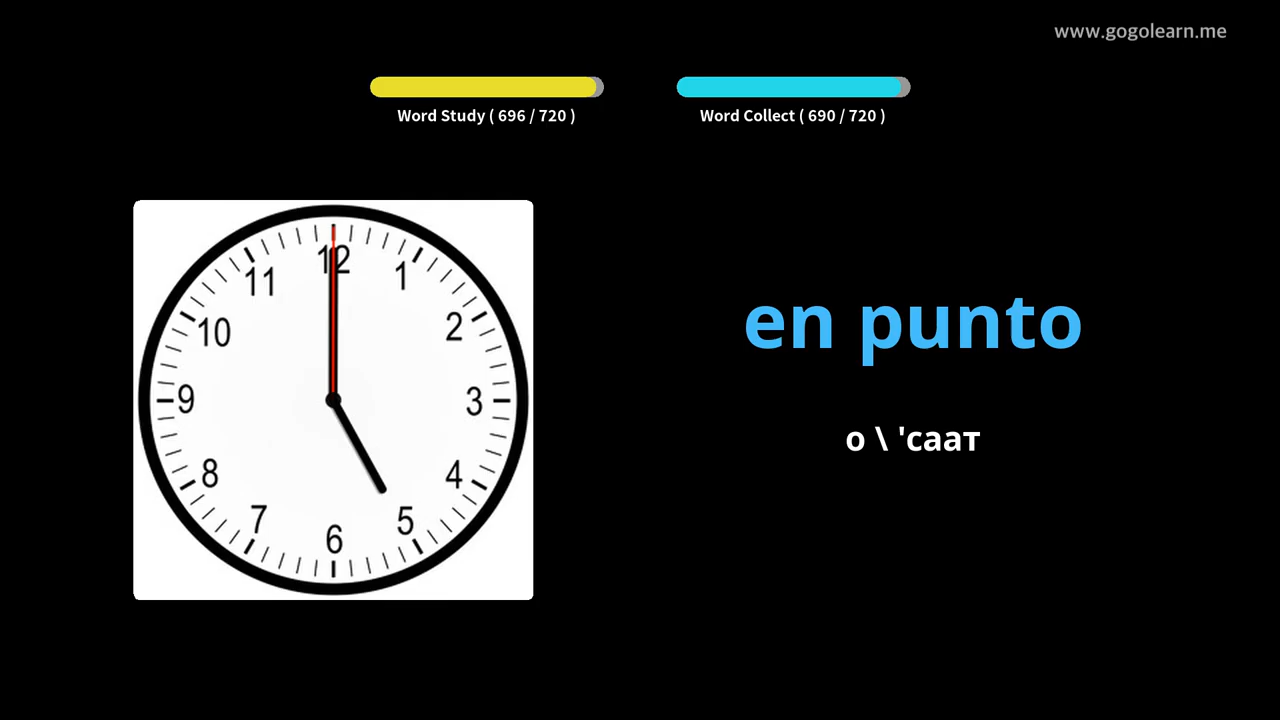 www.gogolearn.me
Word Study ( 696 / 720 )
Word Collect ( 690 / 720 )
12
11
1
10
2
9
3
8
4
7
5
6
en punto
о \ 'саат